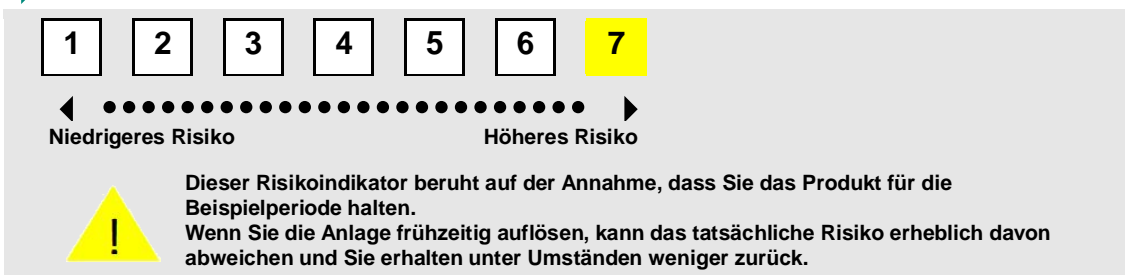 1 2 3 4 5 6 7
Niedrigeres Risiko Höheres Risiko
Dieser Risikoindikator beruht auf der Annahme, dass Sie das Produkt für die
Beispielperiode halten.
! Wenn Sie die Anlage frühzeitig auflösen, kann das tatsächliche Risiko erheblich davon
abweichen und Sie erhalten unter Umständen weniger zurück.